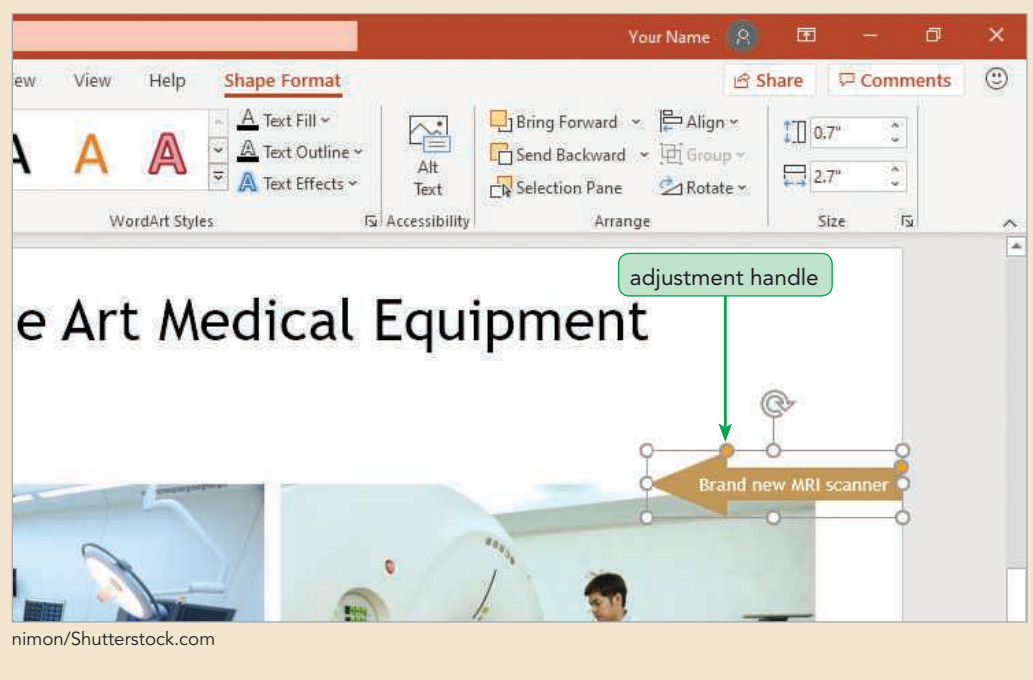 Your Name
ew View Help Shape Format Share Comments
A A A
A Text Fill
A Text Outline
A Text Effects
WordArt Styles
Alt
Text
Accessibility
Bring Forward
Send Backward
Selection Pane
Align
Group
Rotate
Arrange
0.7"
2.7"
Size
adjustment handle
e Art Medical Equipment
Brand new MRI scanner
nimon/Shutterstock.com